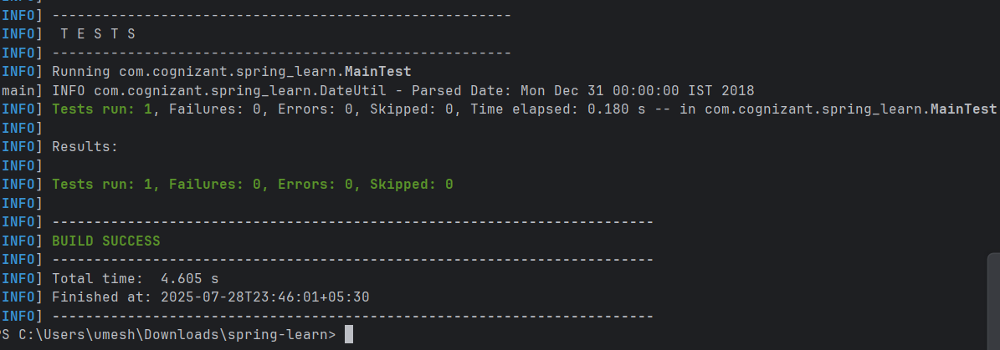 INFO] -------------------------------------------------------
INFO]  T E S T S
INFO] -------------------------------------------------------
INFO] Running com.cognizant.spring_learn.MainTest
main] INFO com.cognizant.spring_learn.DateUtil - Parsed Date: Mon Dec 31 00:00:00 IST 2018
INFO] Tests run: 1, Failures: 0, Errors: 0, Skipped: 0, Time elapsed: 0.180 s -- in com.cognizant.spring_learn.MainTest
INFO]
INFO] Results:
INFO]
INFO] Tests run: 1, Failures: 0, Errors: 0, Skipped: 0
INFO]
INFO] ------------------------------------------------------------------------
INFO] BUILD SUCCESS
INFO] ------------------------------------------------------------------------
INFO] Total time:  4.605 s
INFO] Finished at: 2025-07-28T23:46:01+05:30
INFO] ------------------------------------------------------------------------
PS C:\Users\umesh\Downloads\spring-learn>